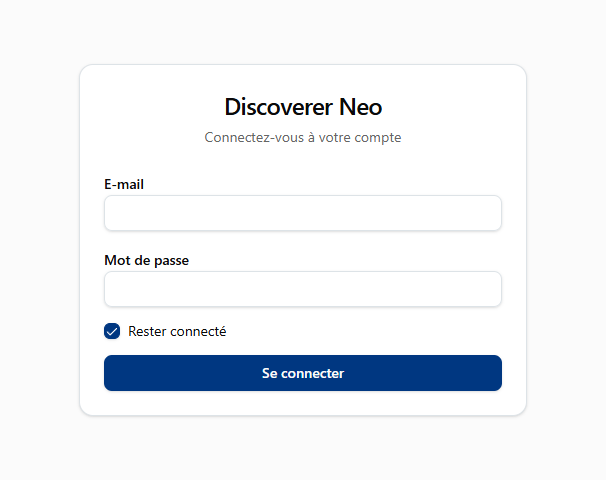 Discoverer Neo
Connectez-vous à votre compte
E-mail
Mot de passe
Rester connecté
Se connecter